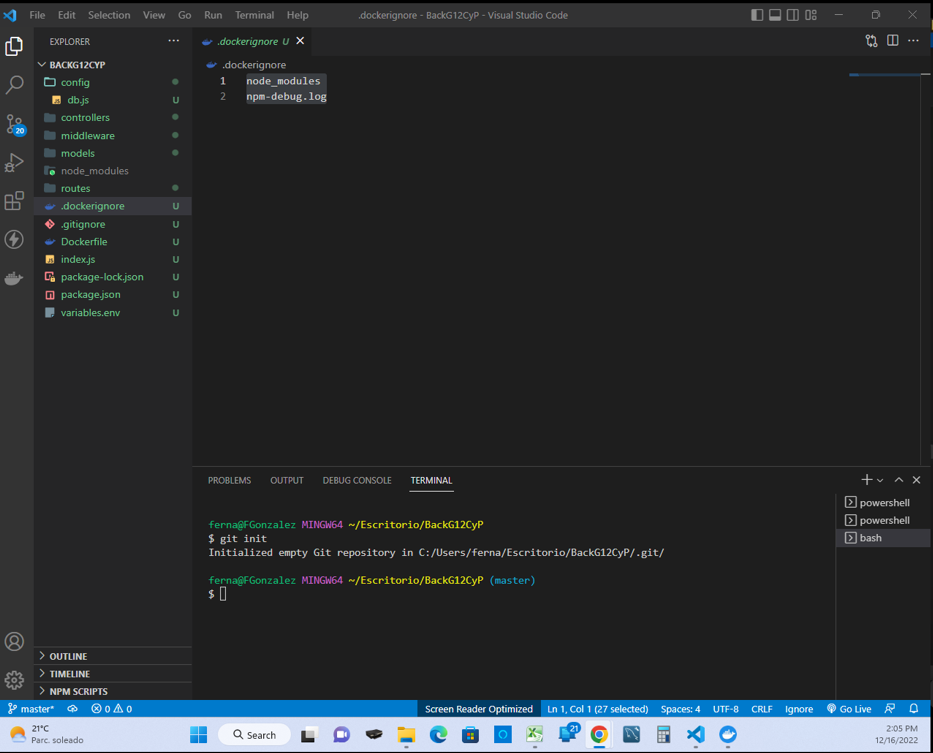 File Edit Selection View Go Run Terminal Help .dockerignore - BackG12CyP - Visual Studio Code
EXPLORER
BACKG12CYP
config
db.js U
controllers
middleware
models
node_modules
routes
.dockerignore U
.gitignore U
Dockerfile U
index.js U
package-lock.json U
package.json U
variables.env U
OUTLINE
TIMELINE
NPM SCRIPTS
20
.dockerignore U
.dockerignore
1 node_modules
2 npm-debug.log
PROBLEMS OUTPUT DEBUG CONSOLE TERMINAL
ferna@FGonzalez MINGW64 ~/Escritorio/BackG12CyP
$ git init
Initialized empty Git repository in C:/Users/ferna/Escritorio/BackG12CyP/.git/
ferna@FGonzalez MINGW64 ~/Escritorio/BackG12CyP (master)
$
powershell
powershell
bash
master* 0 0 Screen Reader Optimized Ln 1, Col 1 (27 selected) Spaces: 4 UTF-8 CRLF Ignore Go Live
21°C
Parc. soleado
Search
21
2:05 PM
12/16/2022